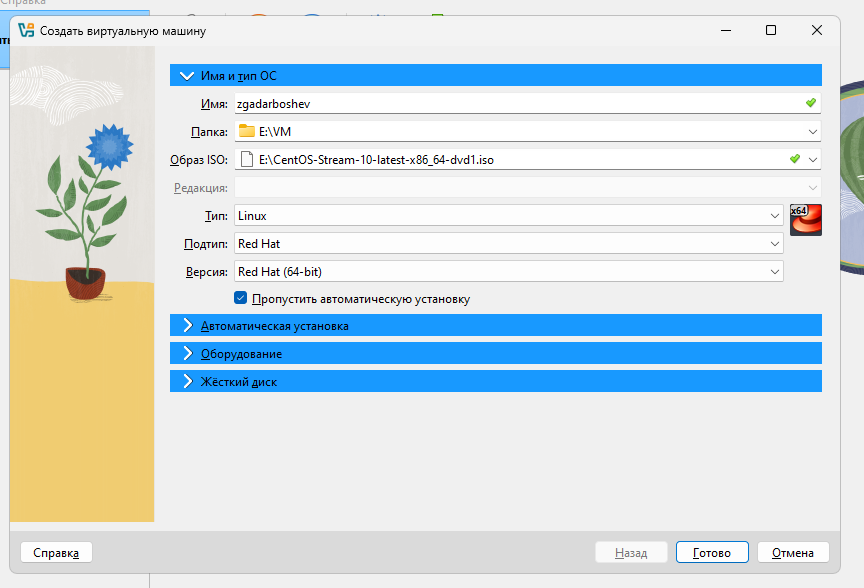 Справка
Создать виртуальную машину
Имя и тип ОС
Имя: zgadarboshev
Папка: E:\VM
Образ ISO: E:\CentOS-Stream-10-latest-x86_64-dvd1.iso
Редакция:
Тип: Linux
x64
Подтип: Red Hat
Версия: Red Hat (64-bit)
Пропустить автоматическую установку
Автоматическая установка
Оборудование
Жёсткий диск
Справка
Назад
Готово
Отмена